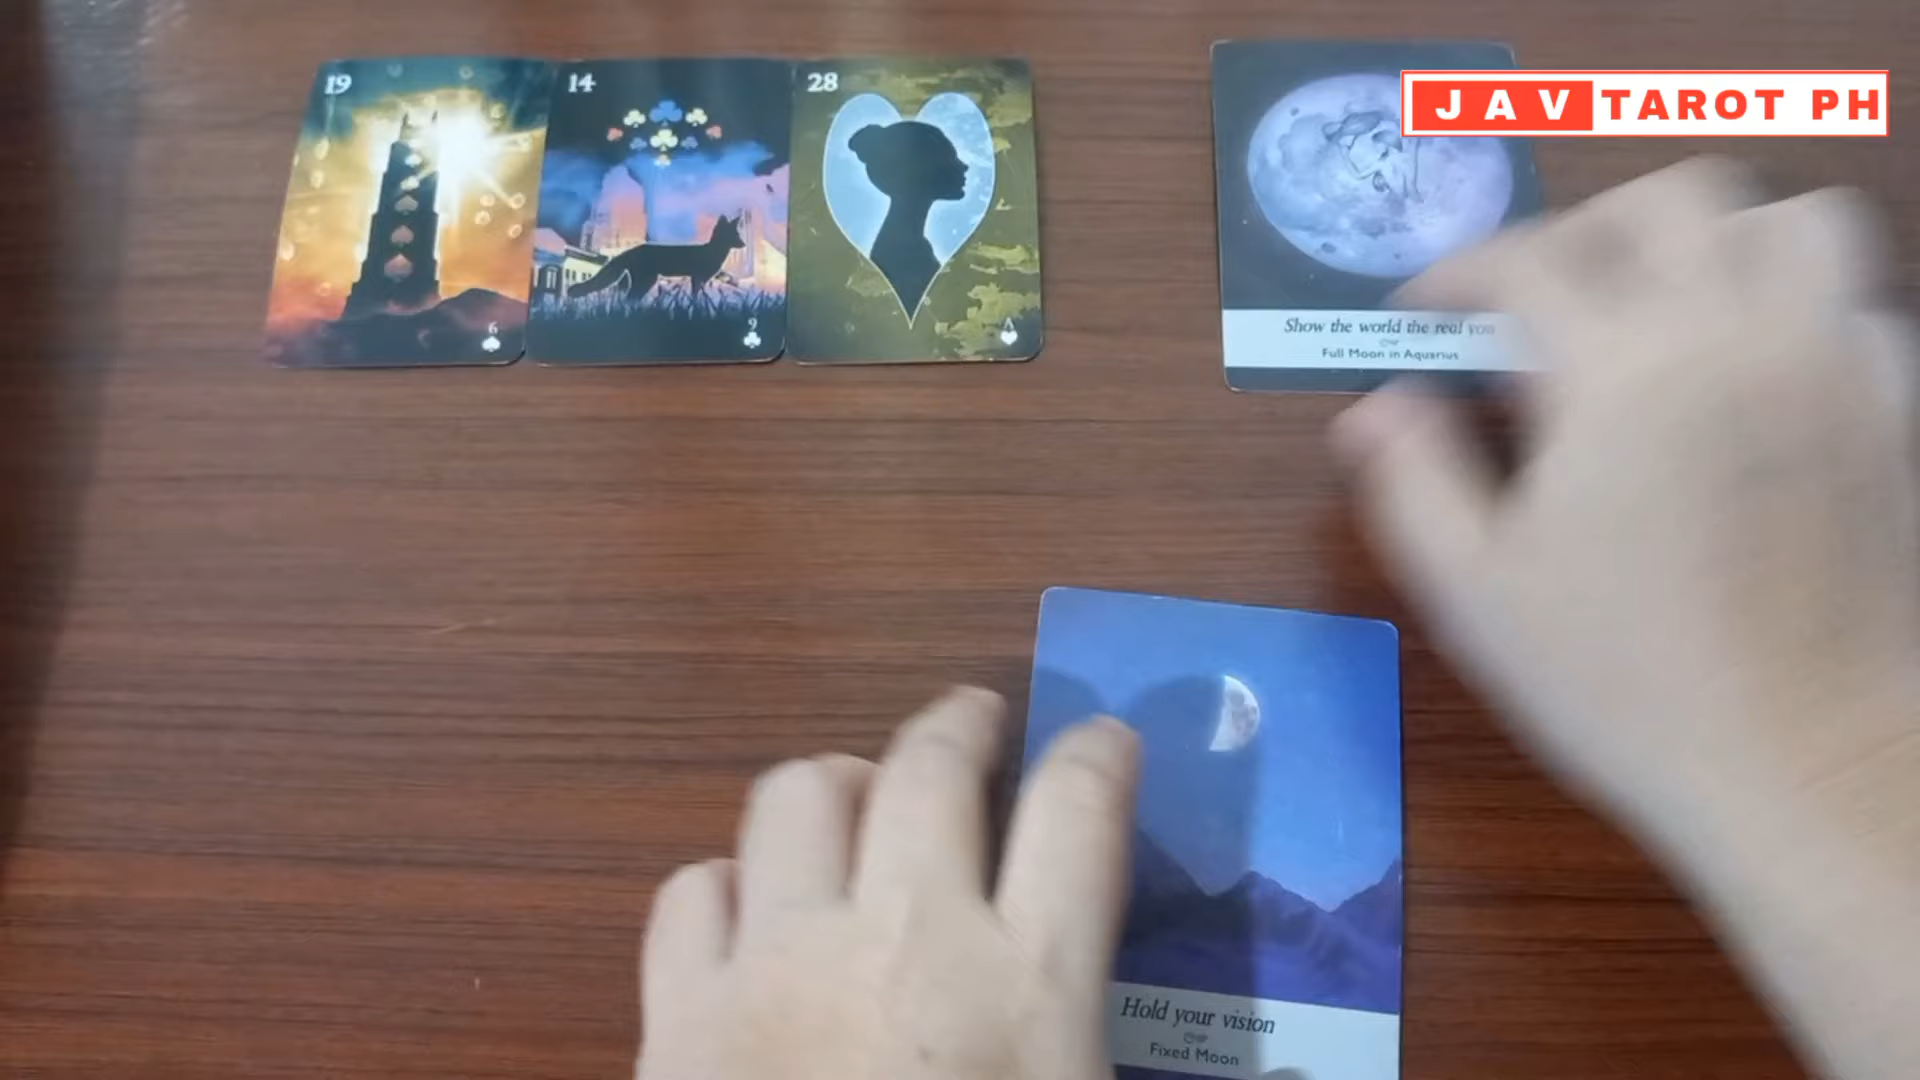 19
14
28
6
9
A
Show the world the real you
Full Moon in Aquarius
JAV TAROT PH
Hold your vision
Fixed Moon